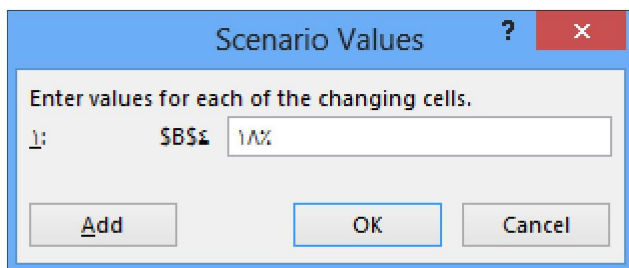 Scenario Values ? ×
Enter values for each of the changing cells.
١: $B$٤ ١٨%
Add OK Cancel